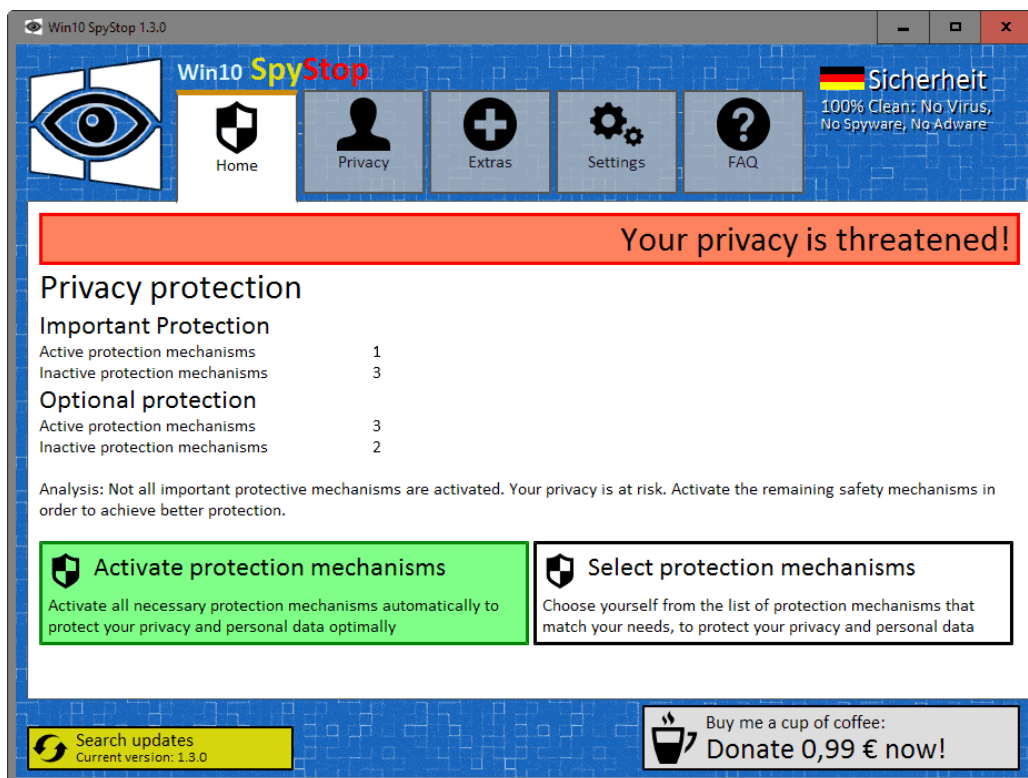 Win10 SpyStop 1.3.0
Win10 SpyStop
Sicherheit
100% Clean: No Virus,
No Spyware, No Adware
Home
Privacy
Extras
Settings
FAQ
Your privacy is threatened!
Privacy protection
Important Protection
Active protection mechanisms 1
Inactive protection mechanisms 3
Optional protection
Active protection mechanisms 3
Inactive protection mechanisms 2
Analysis: Not all important protective mechanisms are activated. Your privacy is at risk. Activate the remaining safety mechanisms in
order to achieve better protection.
Activate protection mechanisms
Activate all necessary protection mechanisms automatically to
protect your privacy and personal data optimally
Select protection mechanisms
Choose yourself from the list of protection mechanisms that
match your needs, to protect your privacy and personal data
Search updates
Current version: 1.3.0
Buy me a cup of coffee:
Donate 0,99 € now!